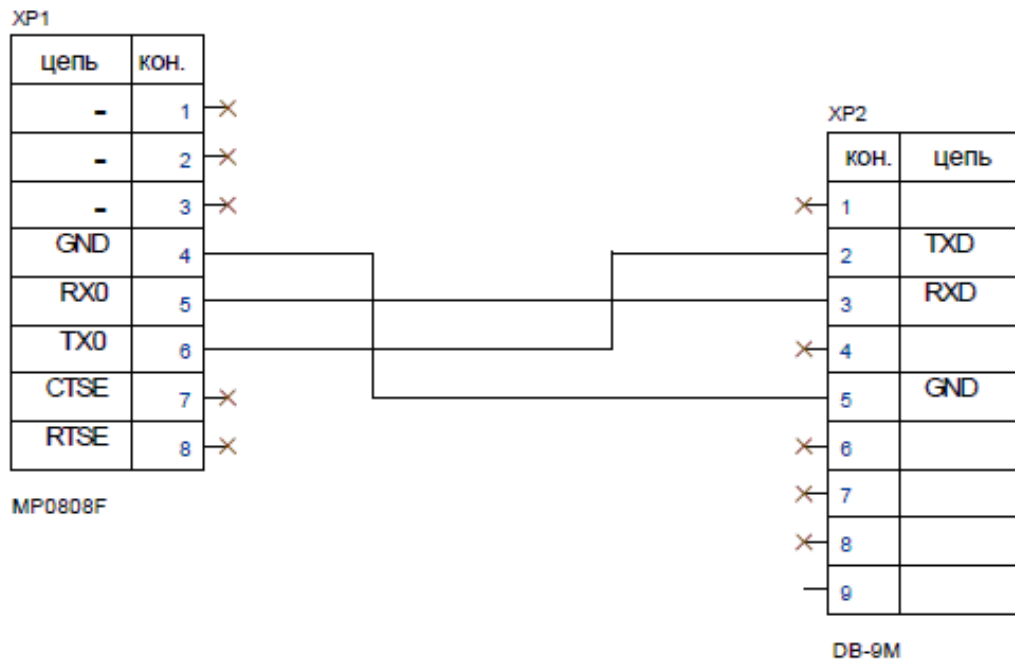 XP1
цепь кон.
- 1
- 2
- 3
GND 4
RX0 5
TX0 6
CTSE 7
RTSE 8
MP0808F
XP2
кон. цепь
1
2 TXD
3 RXD
4
5 GND
6
7
8
9
DB-9M